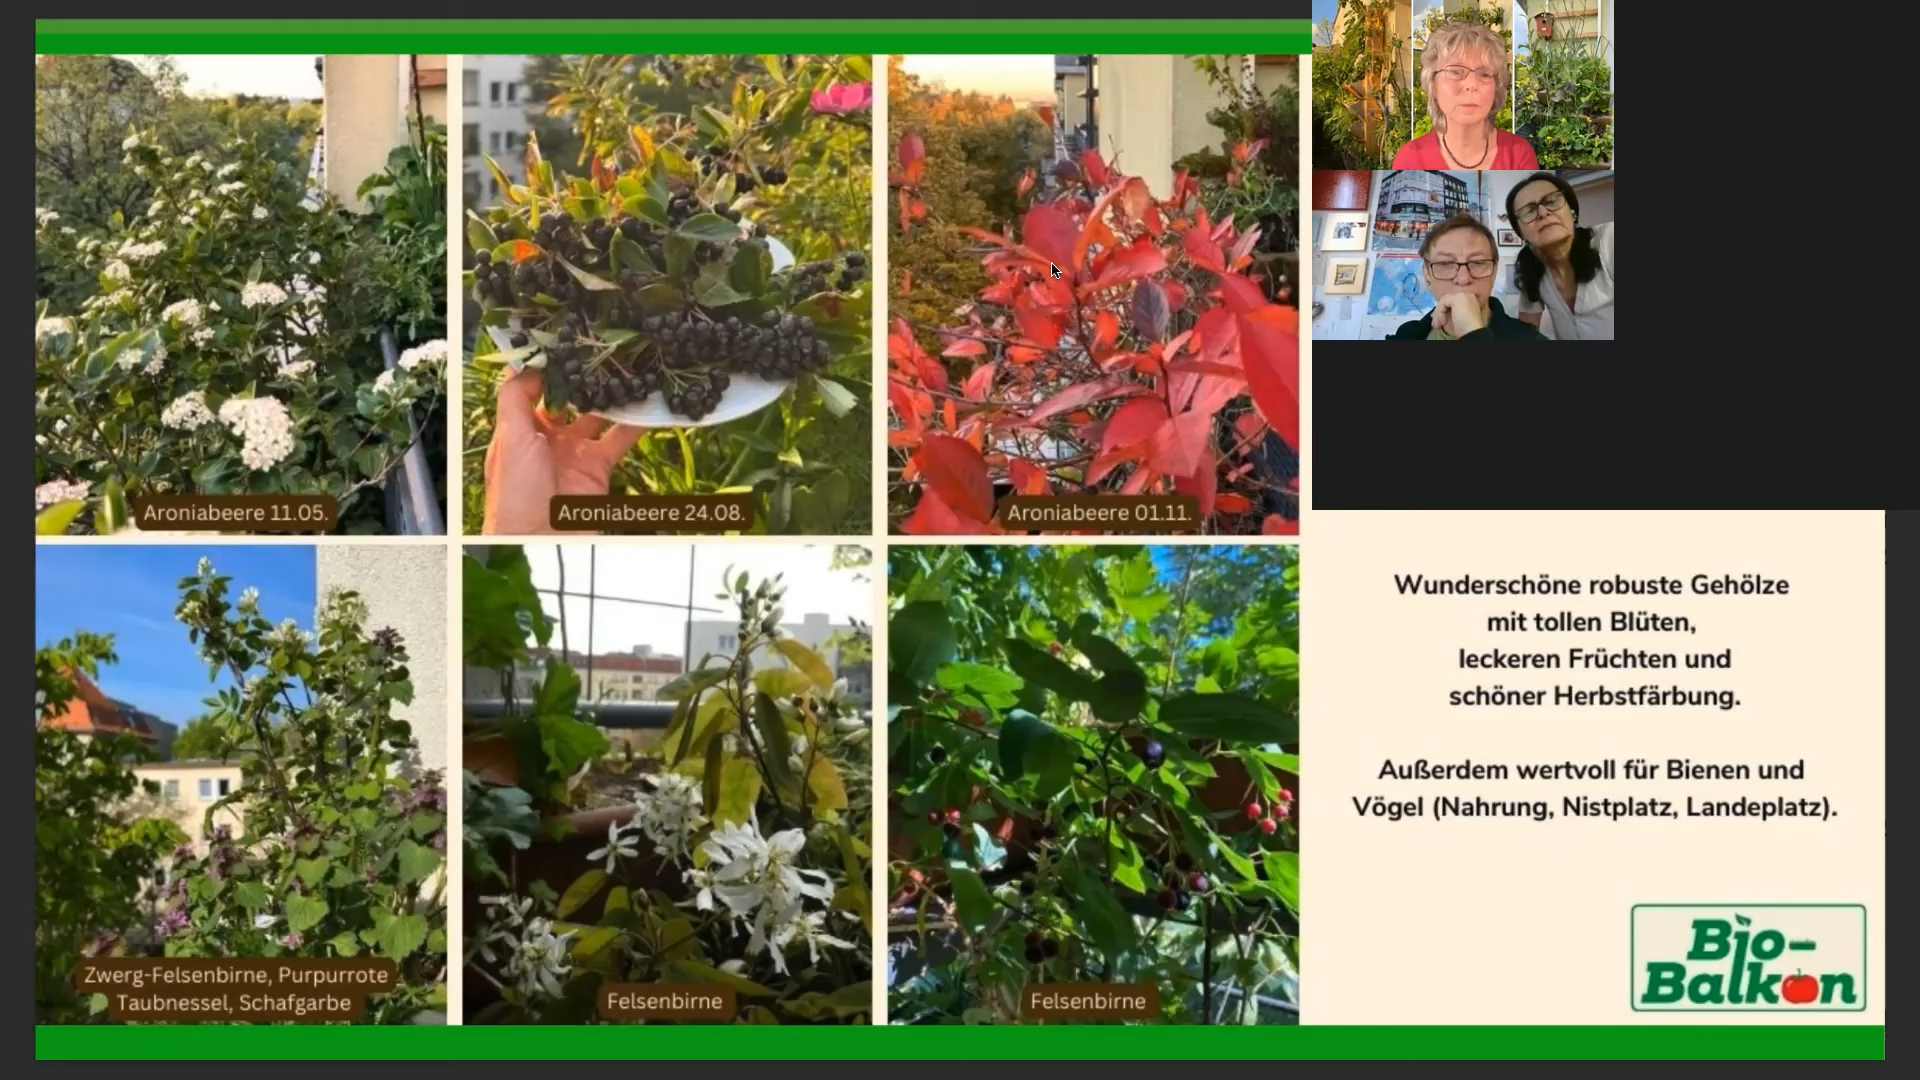 Aroniabeere 11.05.
Aroniabeere 24.08.
Aroniabeere 01.11.
Zwerg-Felsenbirne, Purpurrote
Taubnessel, Schafgarbe
Felsenbirne
Felsenbirne
Wunderschöne robuste Gehölze
mit tollen Blüten,
leckeren Früchten und
schöner Herbstfärbung.
Außerdem wertvoll für Bienen und
Vögel (Nahrung, Nistplatz, Landeplatz).
Bio-
Balkon